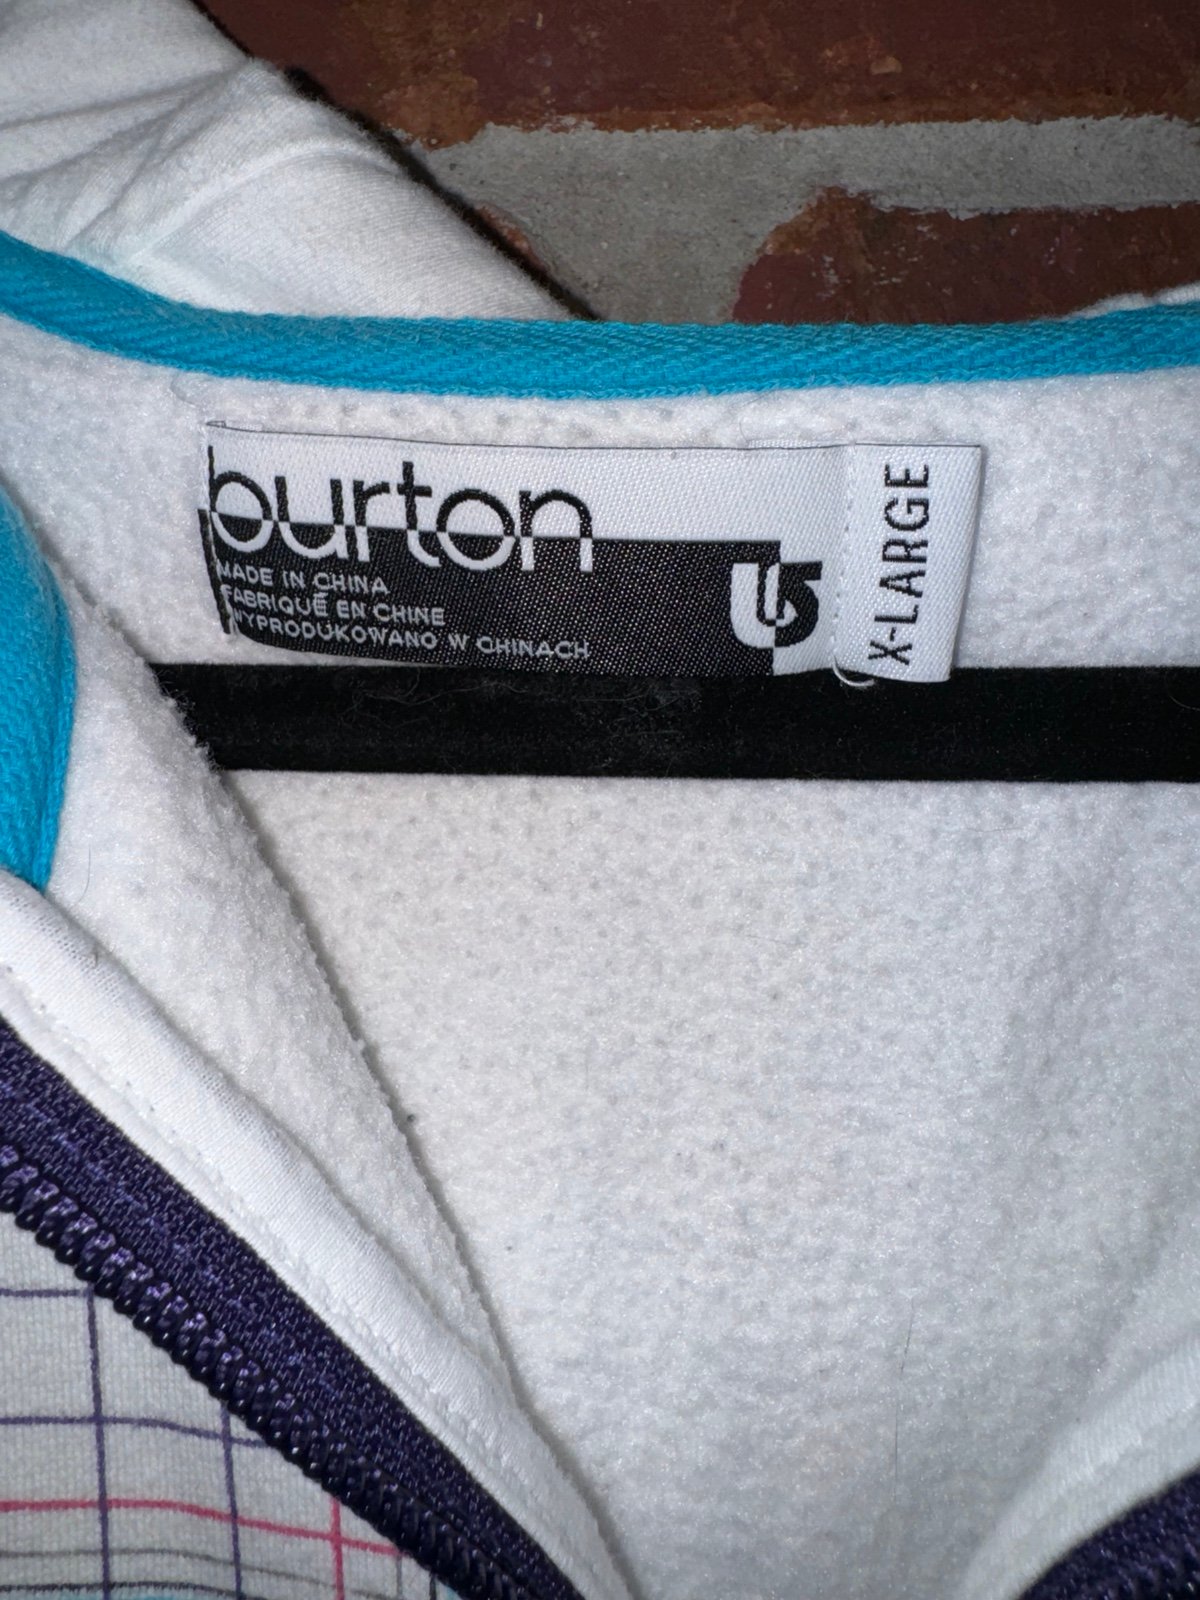 burton
MADE IN CHINA
FABRIQUÉ EN CHINE
WYPRODUKOWANO W CHINACH
X-LARGE